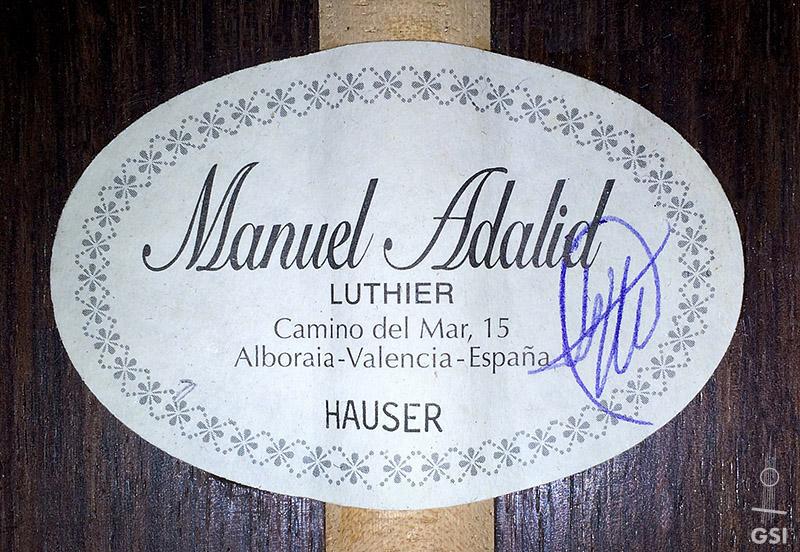 Manuel Adalid
LUTHIER
Camino del Mar, 15
Alboraia-Valencia-España
HAUSER
GSI